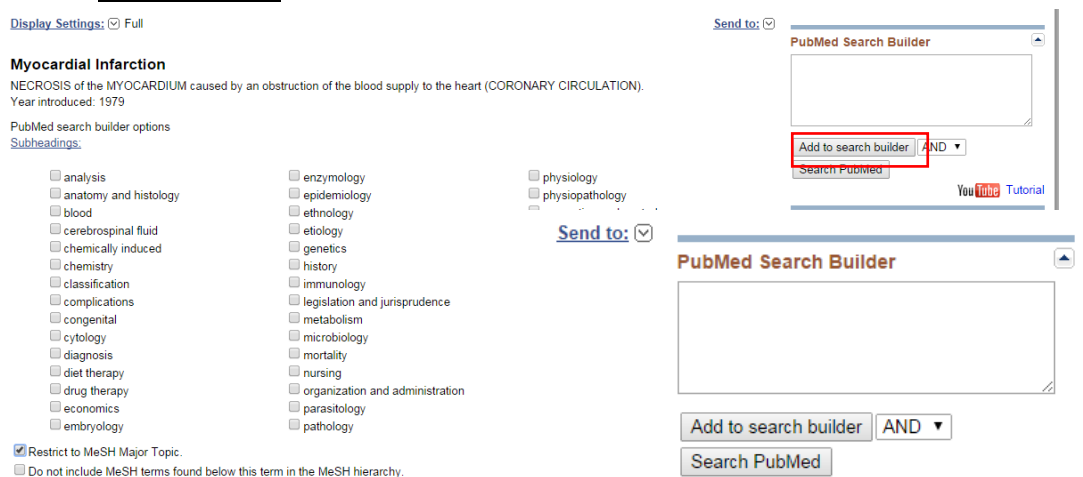 Display Settings: Full
Send to:
Myocardial Infarction
NECROSIS of the MYOCARDIUM caused by an obstruction of the blood supply to the heart (CORONARY CIRCULATION).
Year introduced: 1979
PubMed search builder options
Subheadings:
analysis
anatomy and histology
blood
cerebrospinal fluid
chemically induced
chemistry
classification
complications
congenital
cytology
diagnosis
diet therapy
drug therapy
economics
embryology
enzymology
epidemiology
ethnology
etiology
genetics
history
immunology
legislation and jurisprudence
metabolism
microbiology
mortality
nursing
organization and administration
parasitology
pathology
physiology
physiopathology
Restrict to MeSH Major Topic.
Do not include MeSH terms found below this term in the MeSH hierarchy.
PubMed Search Builder
Add to search builder AND
Search PubMed
YouTube Tutorial
Send to:
PubMed Search Builder
Add to search builder AND
Search PubMed